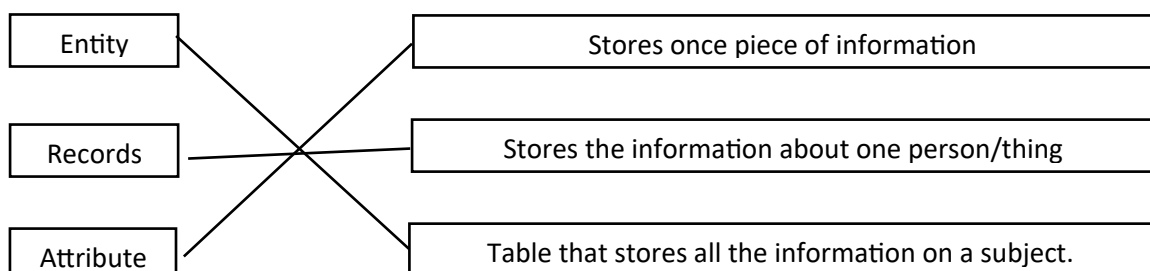 Entity
Stores once piece of information
Records
Stores the information about one person/thing
Attribute
Table that stores all the information on a subject.